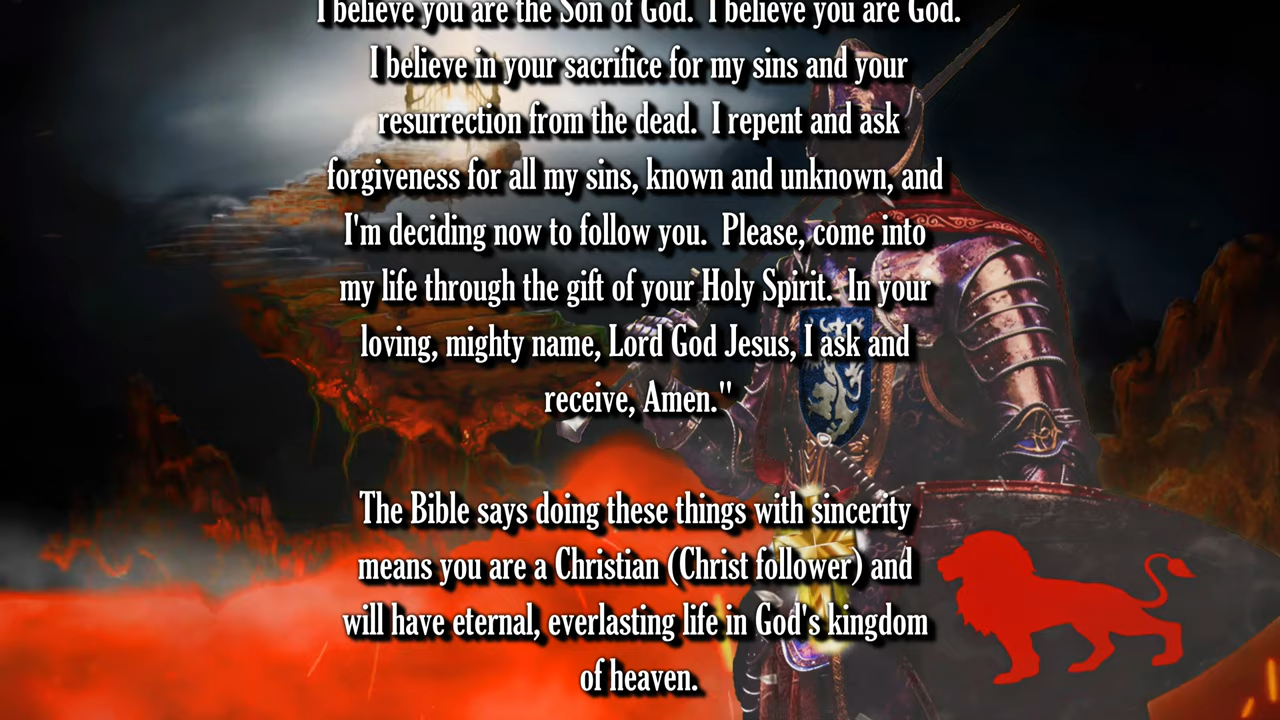 I believe you are the Son of God.  I believe you are God.
I believe in your sacrifice for my sins and your
resurrection from the dead.  I repent and ask
forgiveness for all my sins, known and unknown, and
I'm deciding now to follow you.  Please, come into
my life through the gift of your Holy Spirit.  In your
loving, mighty name, Lord God Jesus, I ask and
receive, Amen."
The Bible says doing these things with sincerity
means you are a Christian (Christ follower) and
will have eternal, everlasting life in God's kingdom
of heaven.